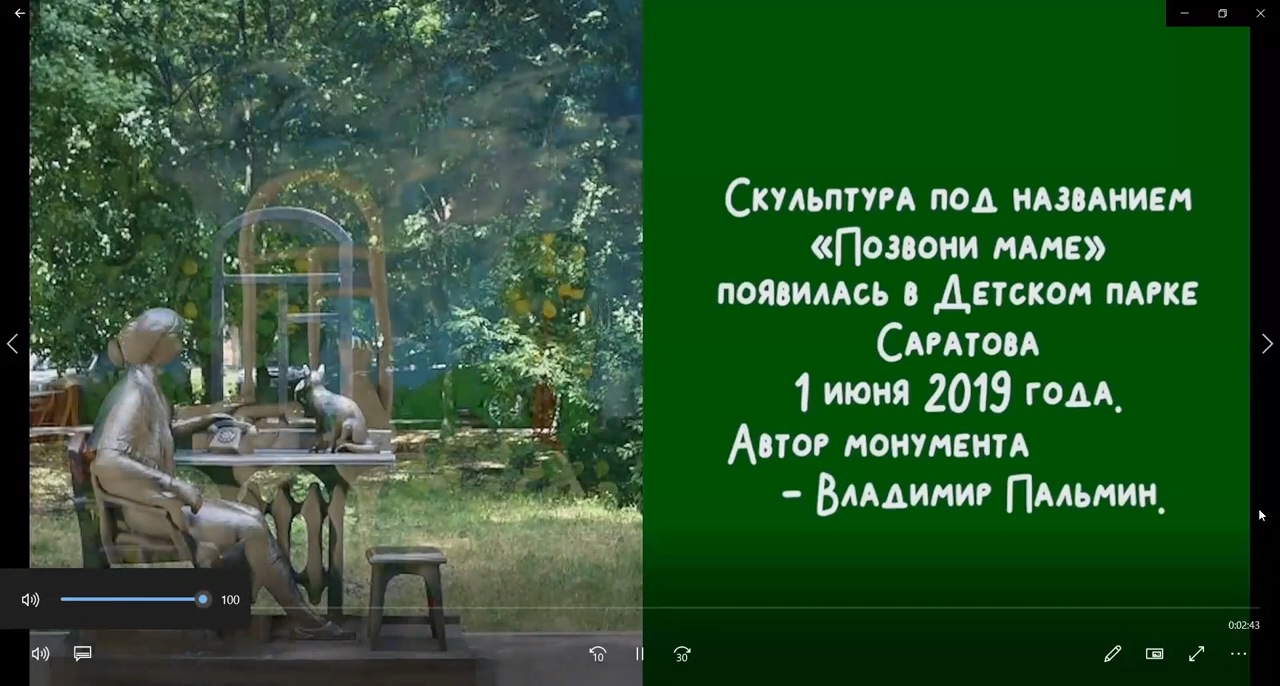 Скульптура под названием
«Позвони маме»
появилась в Детском парке
Саратова
1 июня 2019 года.
Автор монумента
– Владимир Пальмин.
100
0:02:43
10
30